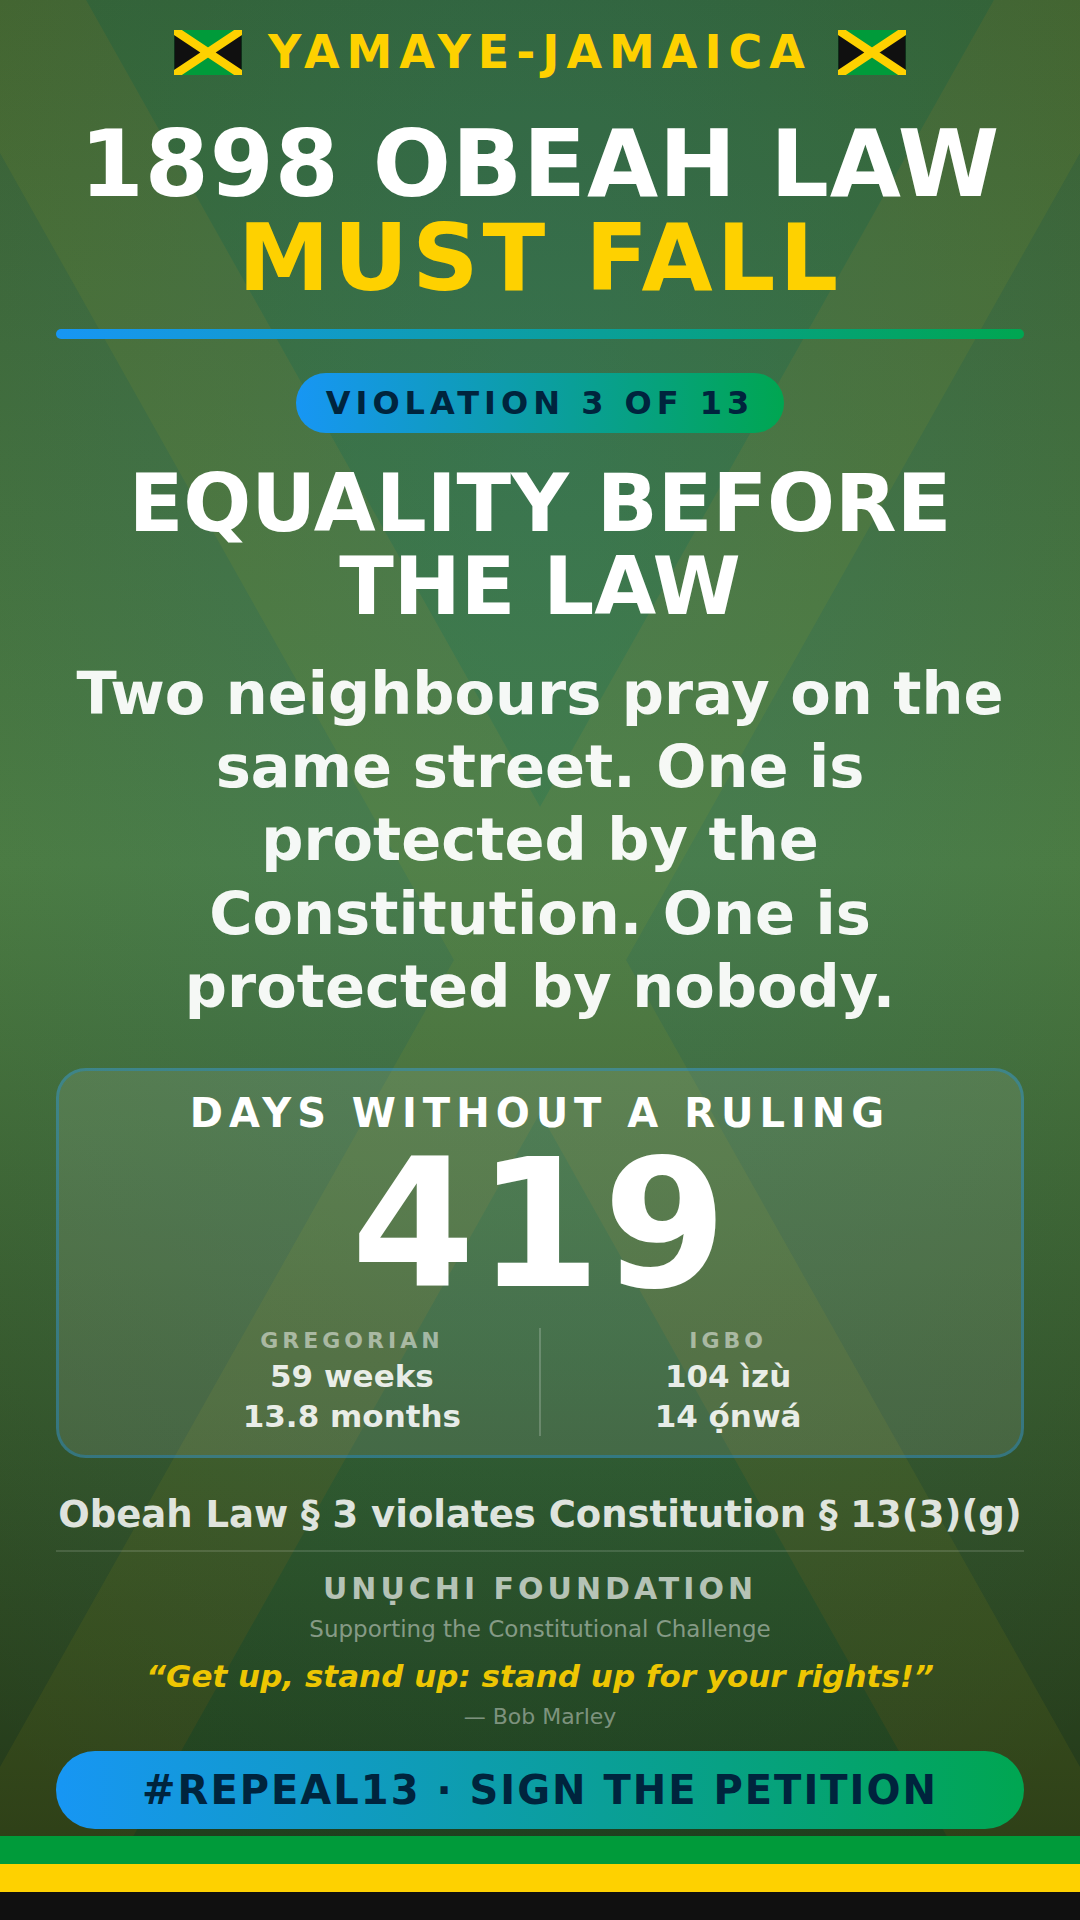 YAMAYE-JAMAICA
1898 OBEAH LAW
MUST FALL
VIOLATION 3 OF 13
EQUALITY BEFORE
THE LAW
Two neighbours pray on the
same street. One is
protected by the
Constitution. One is
protected by nobody.
DAYS WITHOUT A RULING
419
GREGORIAN
59 weeks
13.8 months
IGBO
104 ìzù
14 ọ́nwá
Obeah Law § 3 violates Constitution § 13(3)(g)
UNỤCHI FOUNDATION
Supporting the Constitutional Challenge
“Get up, stand up: stand up for your rights!”
— Bob Marley
#REPEAL13 · SIGN THE PETITION